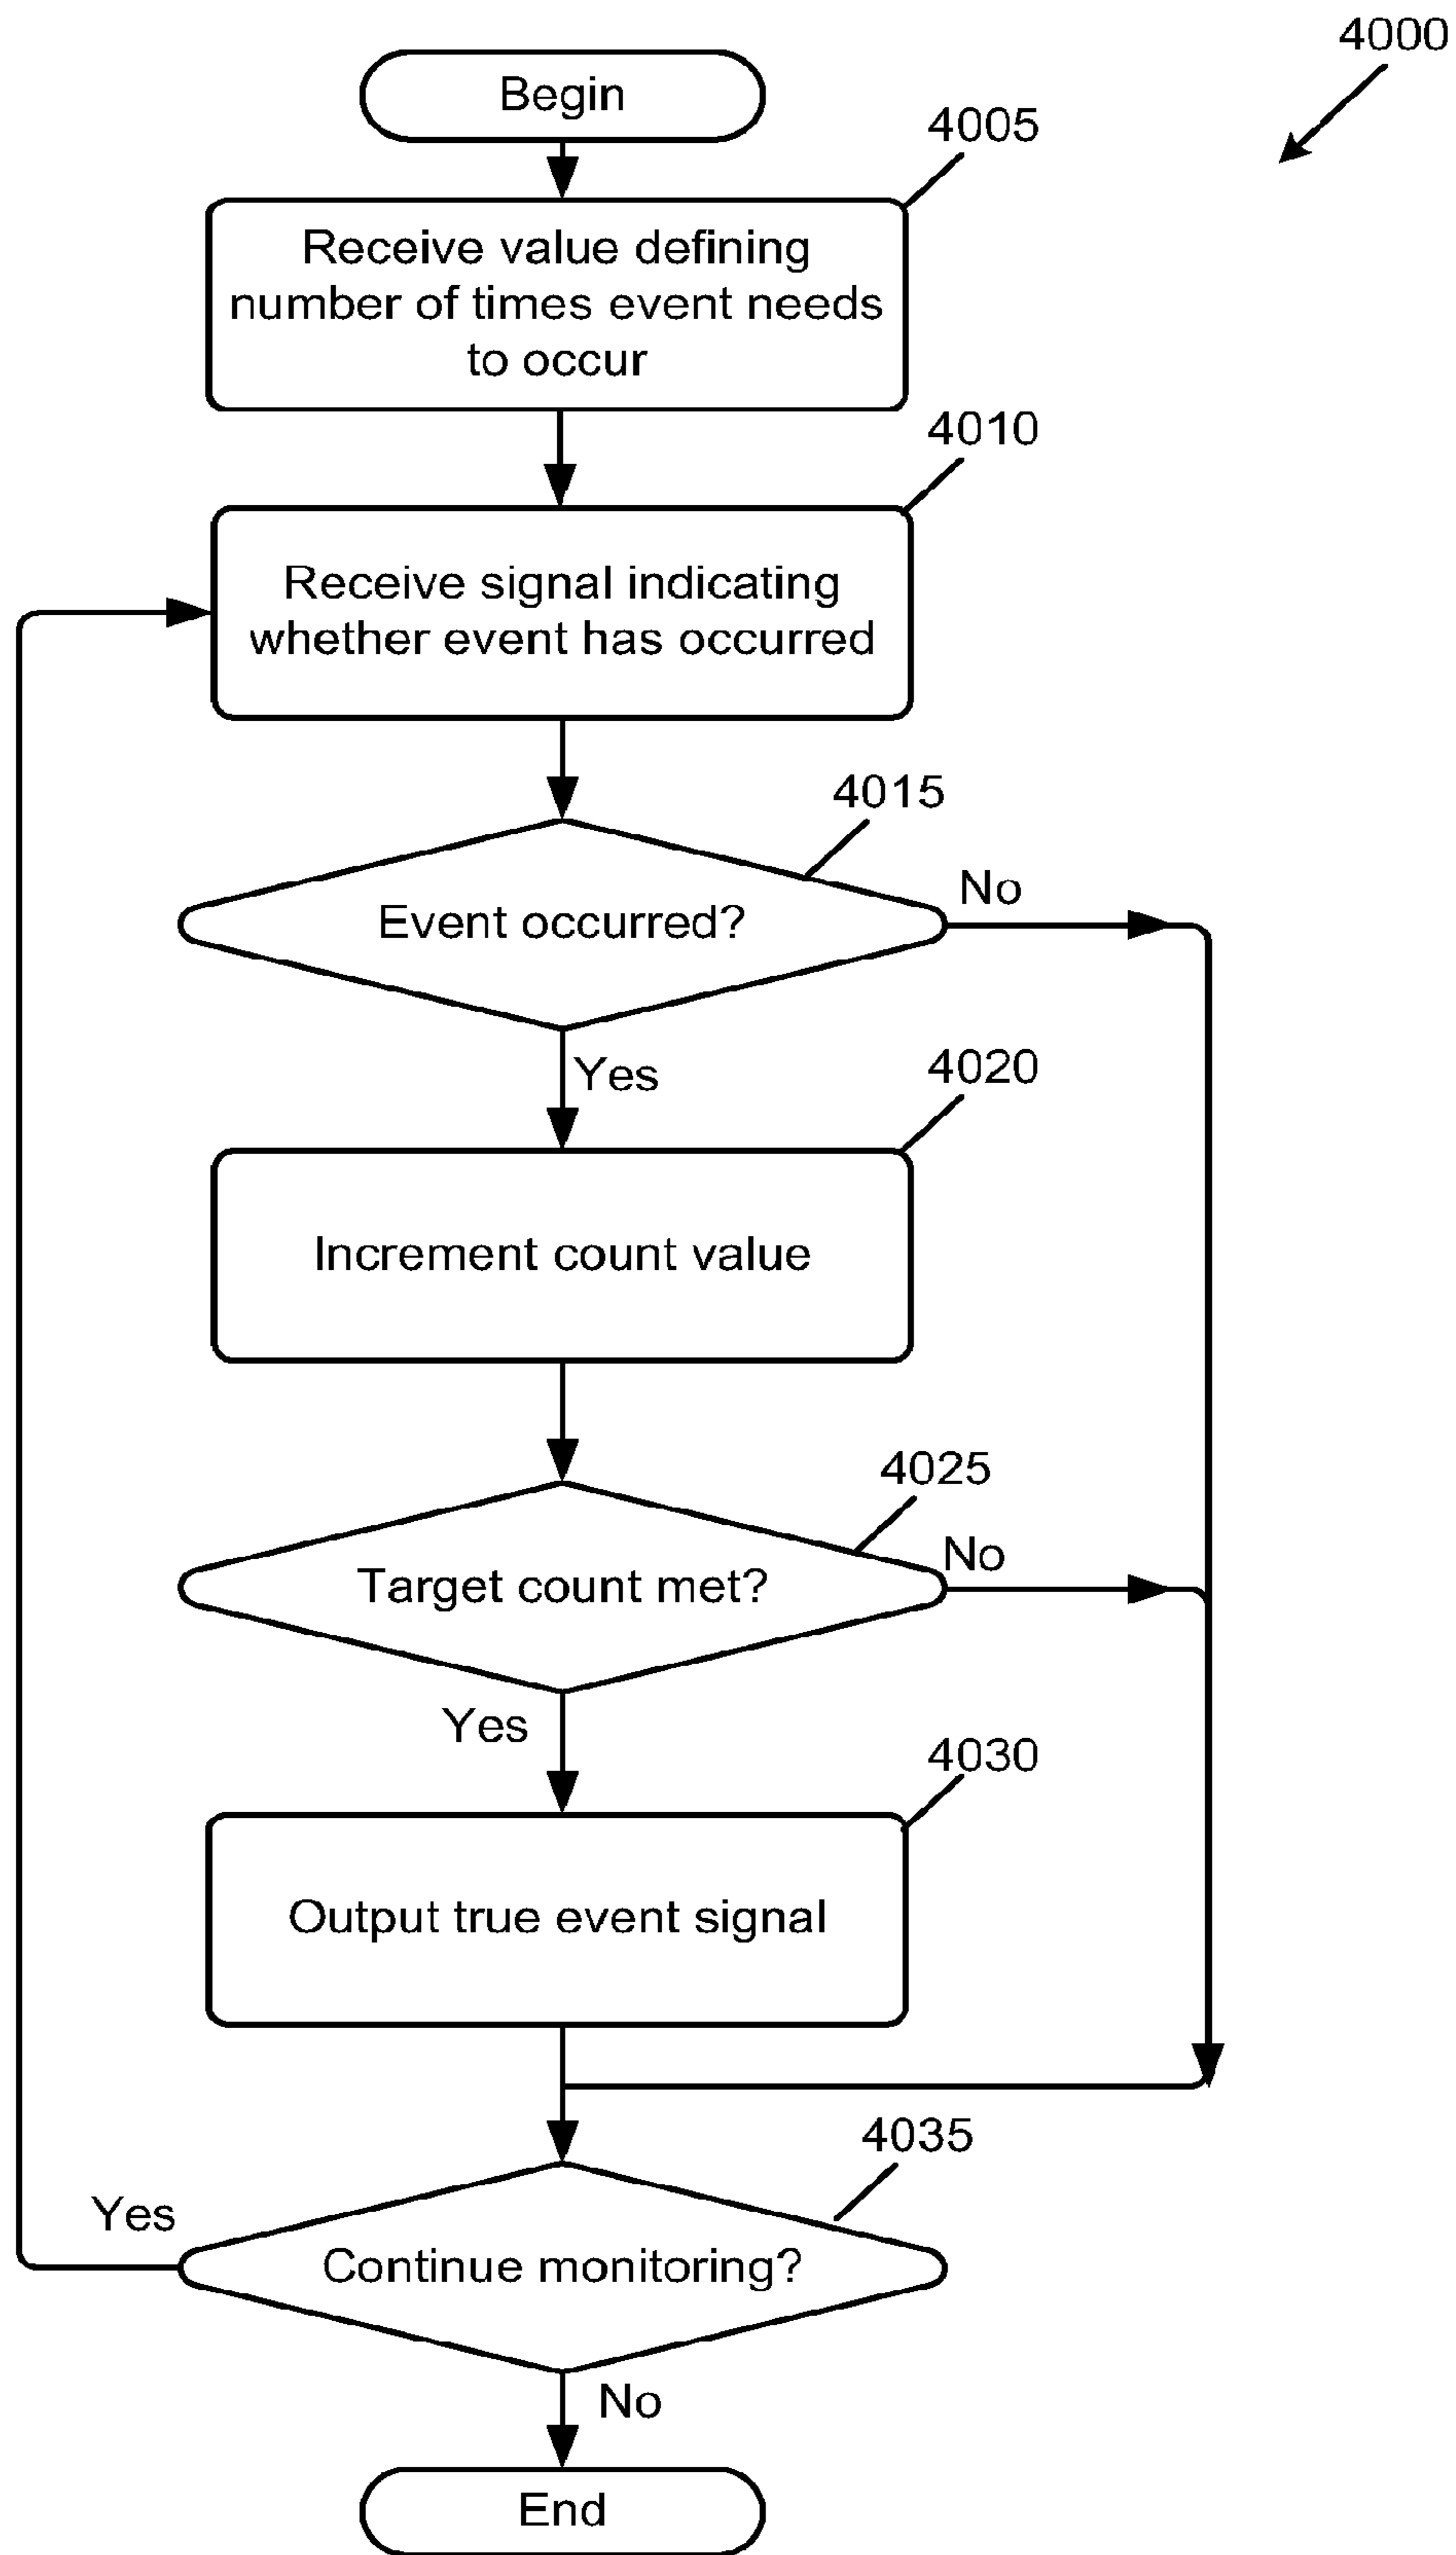 4000
Begin
4005
Receive value defining
number of times event needs
to occur
4010
Receive signal indicating
whether event has occurred
4015
Event occurred?
No
Yes
4020
Increment count value
4025
Target count met?
No
Yes
4030
Output true event signal
4035
Yes
Continue monitoring?
No
End